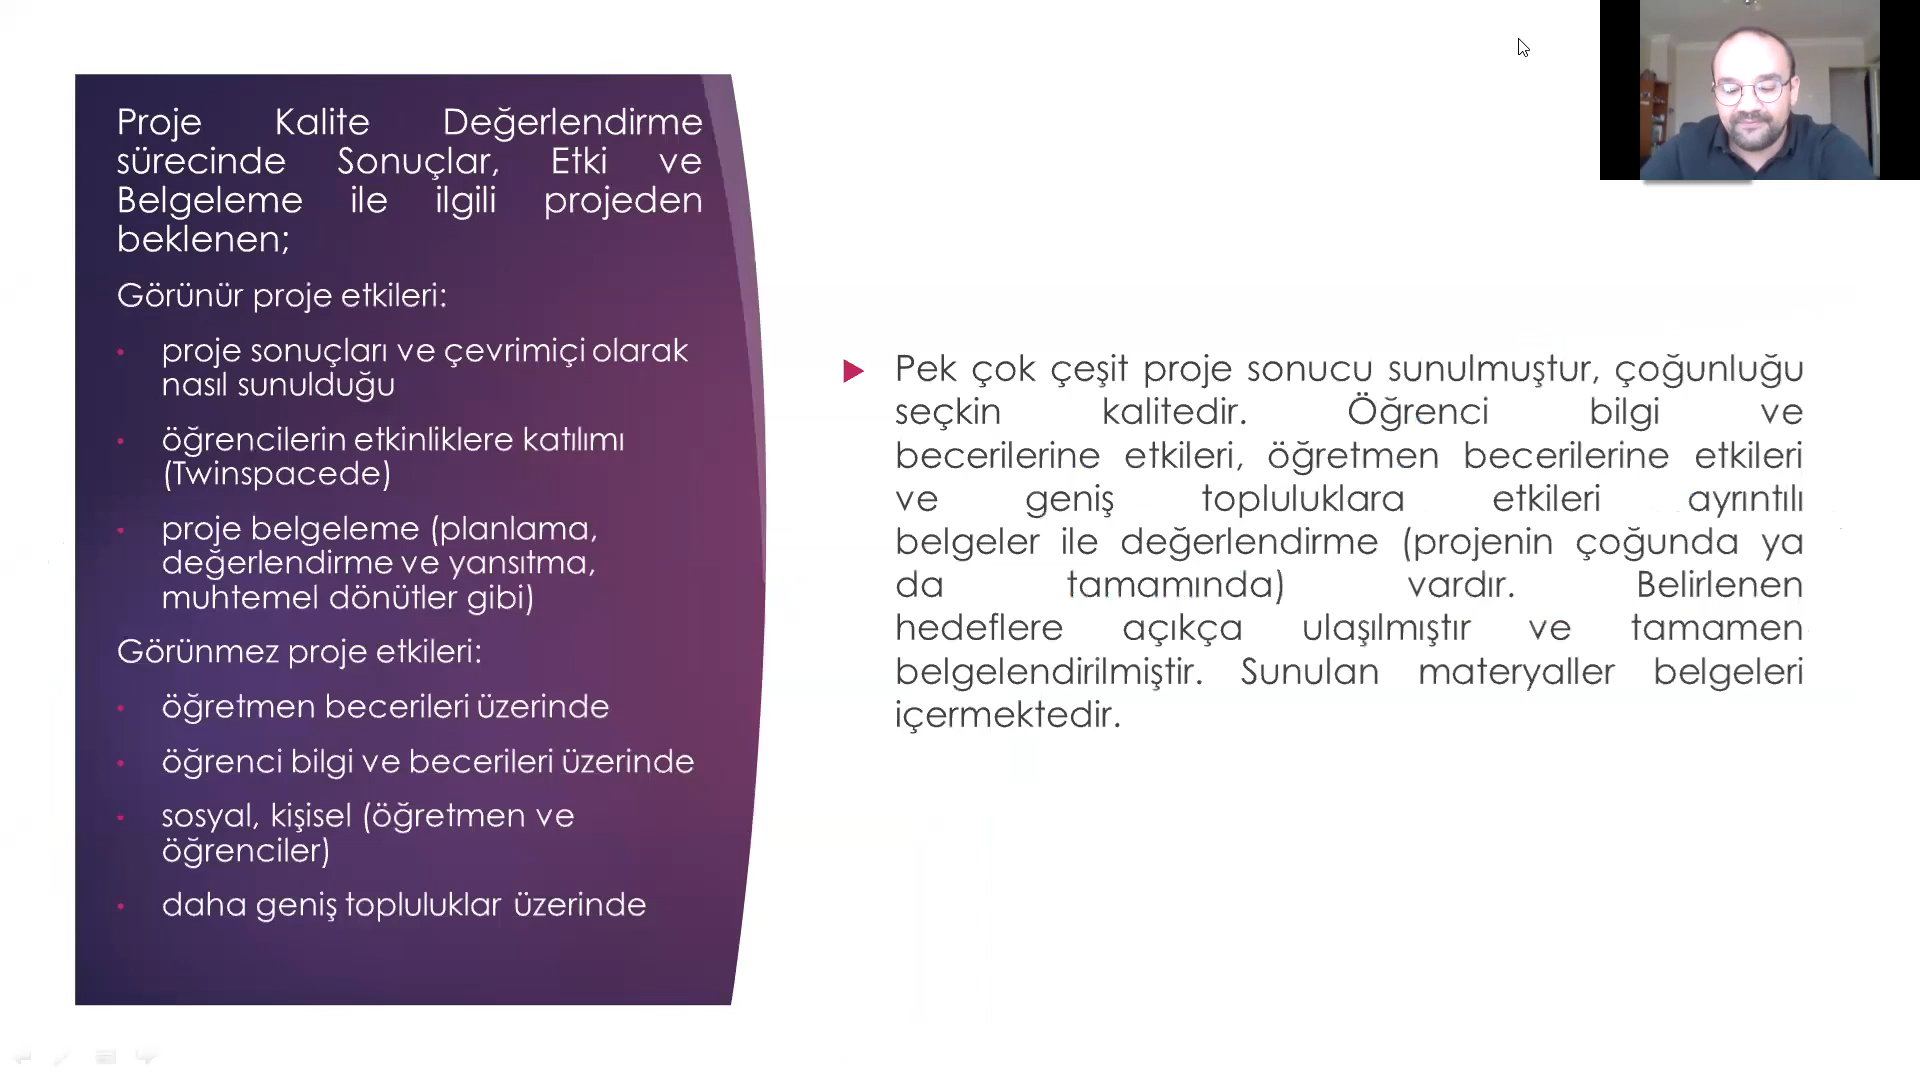 Proje Kalite Değerlendirme
sürecinde Sonuçlar, Etki ve
Belgeleme ile ilgili projeden
beklenen;
Görünür proje etkileri:
• proje sonuçları ve çevrimiçi olarak
nasıl sunulduğu
• öğrencilerin etkinliklere katılımı
(Twinspacede)
• proje belgeleme (planlama,
değerlendirme ve yansıtma,
muhtemel dönütler gibi)
Görünmez proje etkileri:
• öğretmen becerileri üzerinde
• öğrenci bilgi ve becerileri üzerinde
• sosyal, kişisel (öğretmen ve
öğrenciler)
• daha geniş topluluklar üzerinde
Pek çok çeşit proje sonucu sunulmuştur, çoğunluğu
seçkin kalitedir. Öğrenci bilgi ve
becerilerine etkileri, öğretmen becerilerine etkileri
ve geniş topluluklara etkileri ayrıntılı
belgeler ile değerlendirme (projenin çoğunda ya
da tamamında) vardır. Belirlenen
hedeflere açıkça ulaşılmıştır ve tamamen
belgelendirilmiştir. Sunulan materyaller belgeleri
içermektedir.